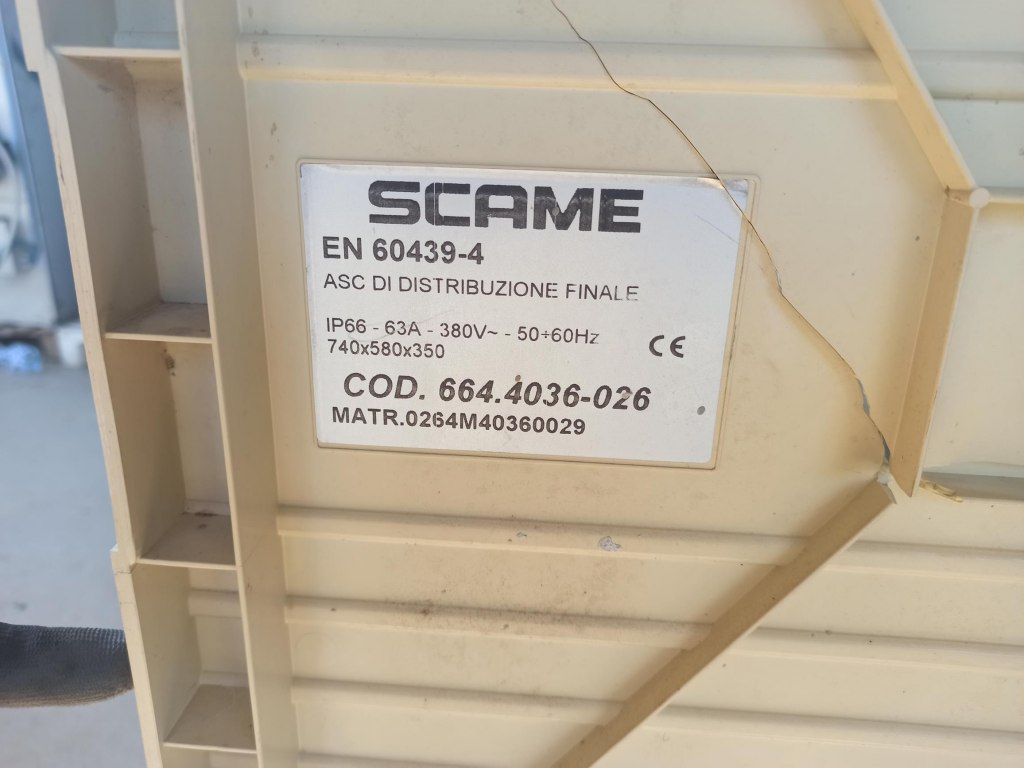 SCAME
EN 60439-4
ASC DI DISTRIBUZIONE FINALE
IP66 - 63A - 380V~ - 50÷60Hz
740x580x350
CE
COD. 664.4036-026
MATR.0264M40360029